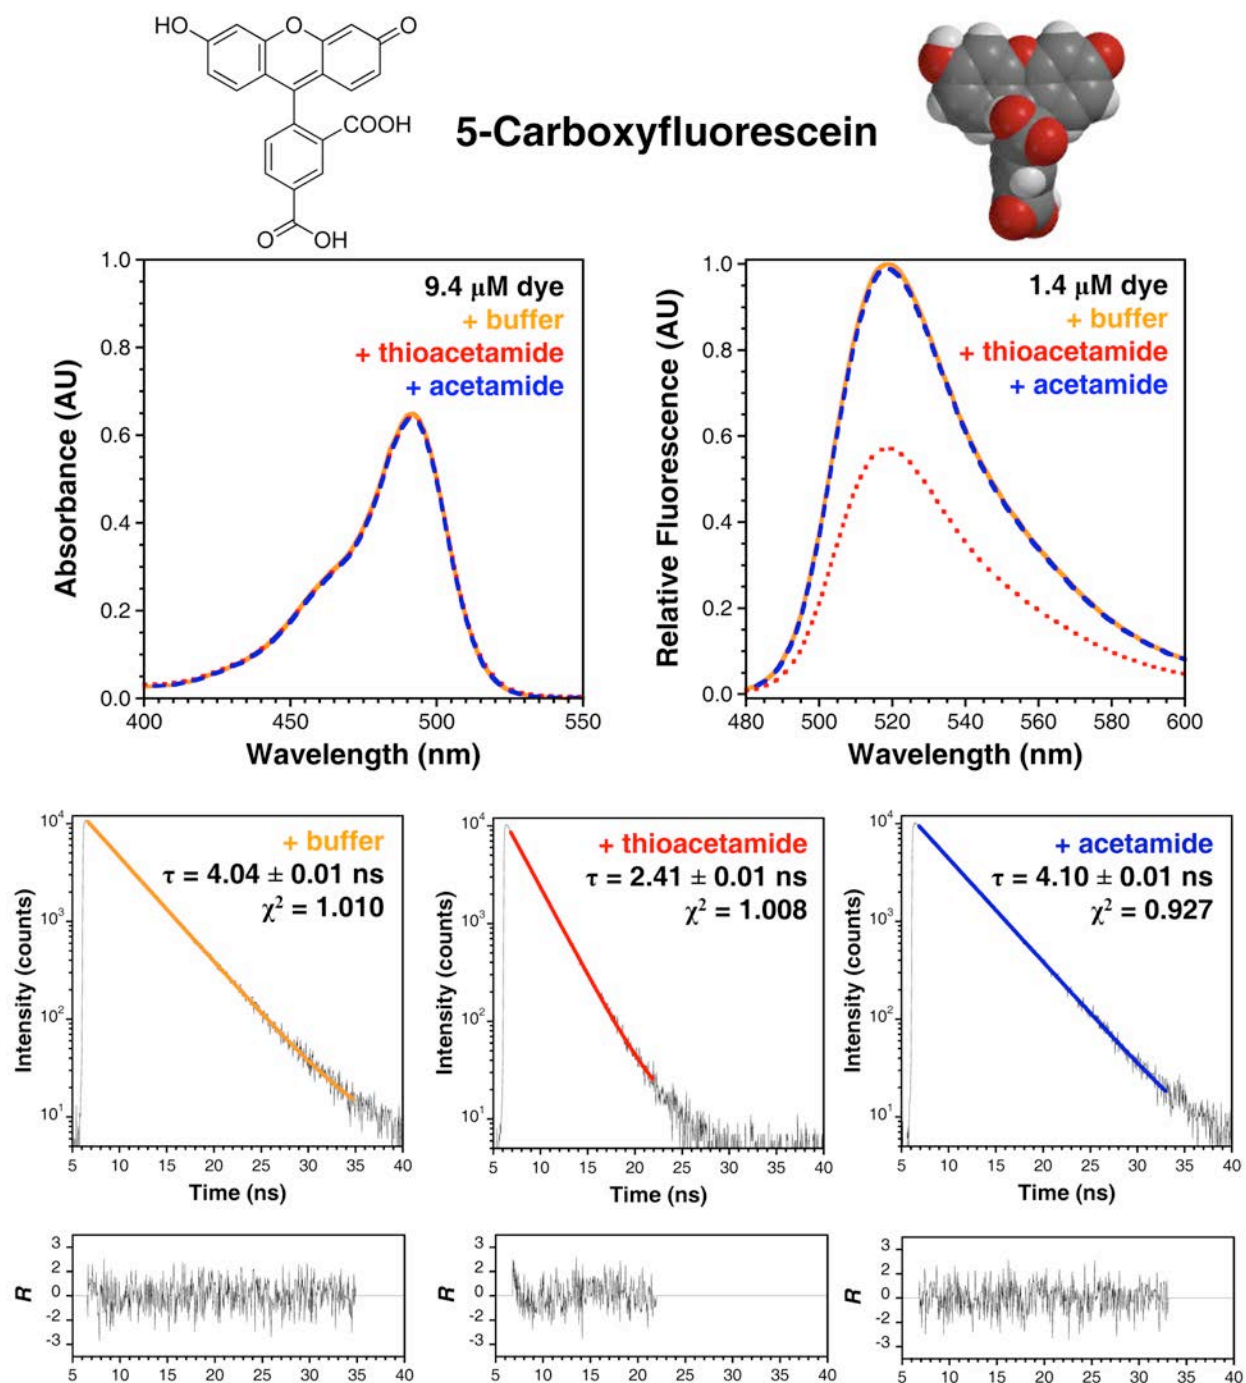 HO
O
O
COOH
O
OH
5-Carboxyfluorescein
Absorbance (AU)
1.0
0.8
0.6
0.4
0.2
0.0
9.4 μM dye
+ buffer
+ thioacetamide
+ acetamide
400 450 500 550
Wavelength (nm)
Relative Fluorescence (AU)
1.0
0.8
0.6
0.4
0.2
0.0
1.4 μM dye
+ buffer
+ thioacetamide
+ acetamide
480 500 520 540 560 580 600
Wavelength (nm)
Intensity (counts)
10⁴
10³
10²
10¹
+ buffer
τ = 4.04 ± 0.01 ns
χ² = 1.010
5 10 15 20 25 30 35 40
Time (ns)
Intensity (counts)
10⁴
10³
10²
10¹
+ thioacetamide
τ = 2.41 ± 0.01 ns
χ² = 1.008
5 10 15 20 25 30 35 40
Time (ns)
Intensity (counts)
10⁴
10³
10²
10¹
+ acetamide
τ = 4.10 ± 0.01 ns
χ² = 0.927
5 10 15 20 25 30 35 40
Time (ns)
R
3
2
0
-2
-3
5 10 15 20 25 30 35 40
R
3
2
0
-2
-3
5 10 15 20 25 30 35 40
R
3
2
0
-2
-3
5 10 15 20 25 30 35 40